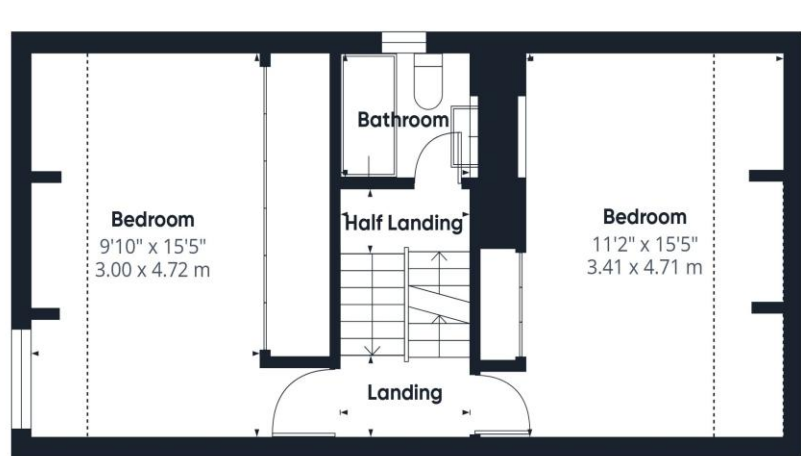 Bathroom
Half Landing
Bedroom
9'10" x 15'5"
3.00 x 4.72 m
Bedroom
11'2" x 15'5"
3.41 x 4.71 m
Landing